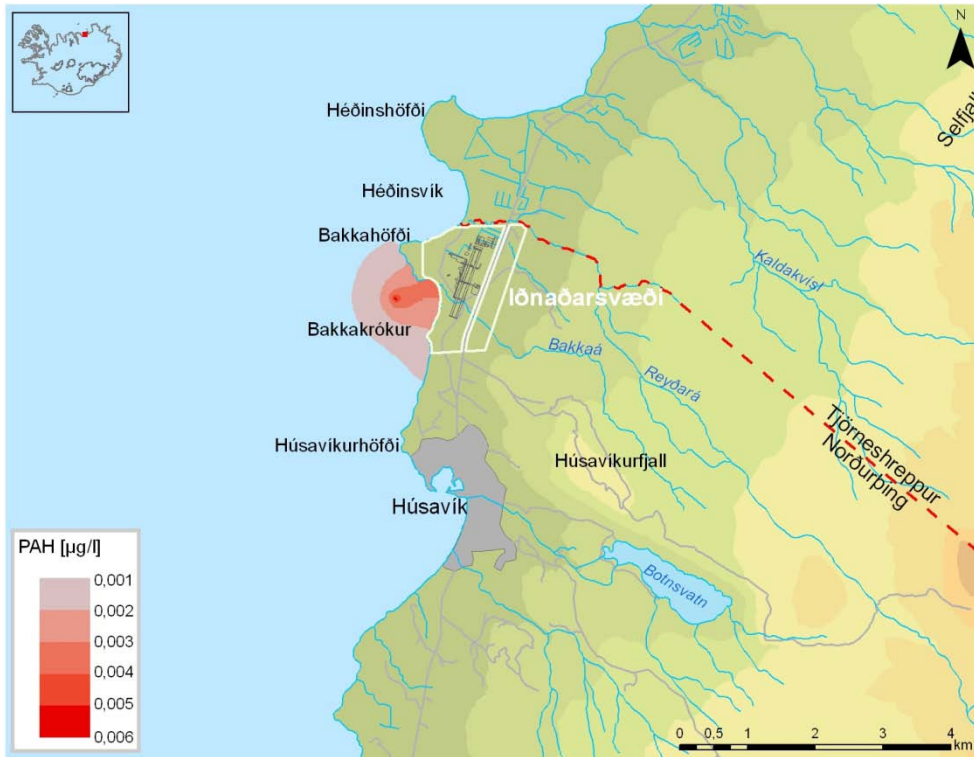 N
Selfjall
Héðinshöfði
Héðinsvík
Bakkahöfði
Kaldakvísl
Iðnaðarsvæði
Bakkakrókur
Bakkaá
Reyðará
Tjörneshreppur
Norðurþing
Húsavíkurhöfði
Húsavíkurfjall
Húsavík
Botnsvatn
PAH [µg/l]
0,001
0,002
0,003
0,004
0,005
0,006
0 0,5 1 2 3 4
km